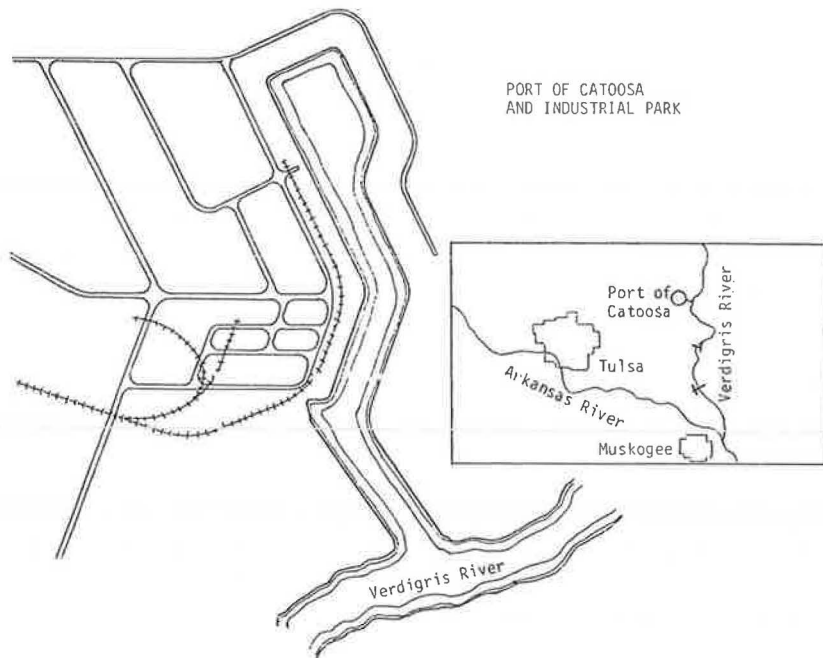 PORT OF CATOOSA
AND INDUSTRIAL PARK
Port of
Catoosa
Verdigris River
Tulsa
Arkansas River
Muskogee
Verdigris River